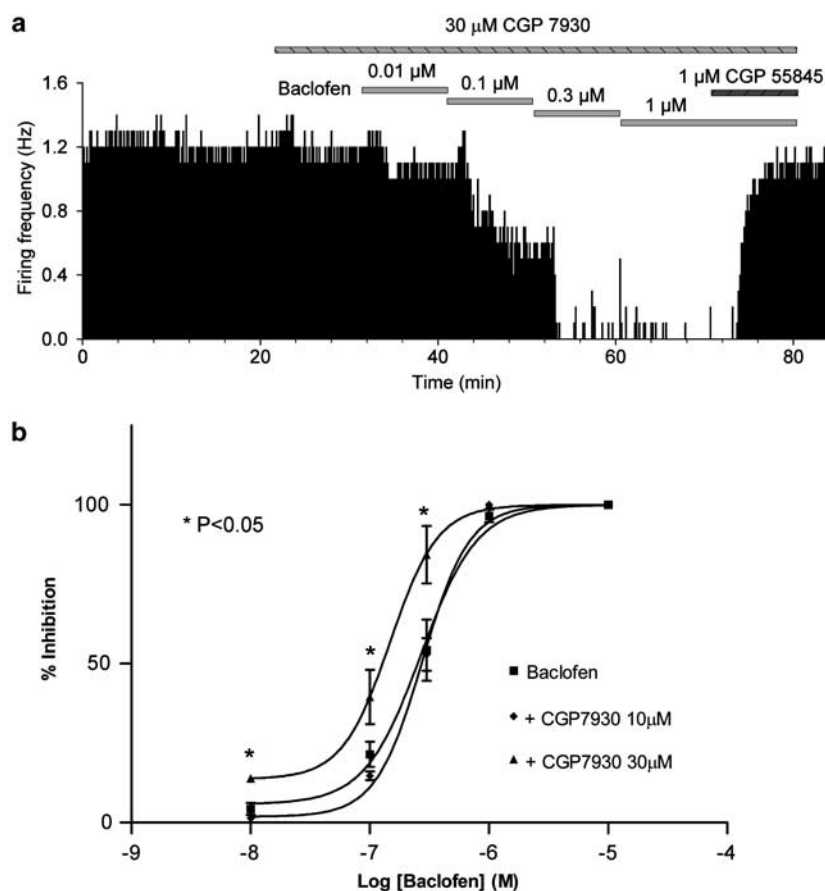 a
30 µM CGP 7930
1 µM CGP 55845
Baclofen
0.01 µM
0.1 µM
0.3 µM
1 µM
Firing frequency (Hz)
1.6
1.2
0.8
0.4
0.0
0
20
40
60
80
Time (min)
b
* P<0.05
*
*
*
% Inhibition
100
50
0
Baclofen
+ CGP7930 10µM
+ CGP7930 30µM
-9
-8
-7
-6
-5
-4
Log [Baclofen] (M)